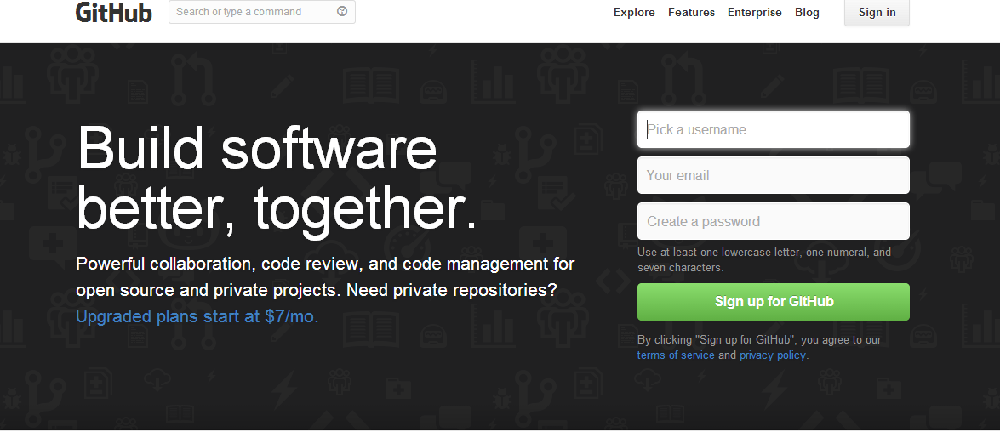 GitHub
Search or type a command
Explore Features Enterprise Blog Sign in
Build software
better, together.
Powerful collaboration, code review, and code management for
open source and private projects. Need private repositories?
Upgraded plans start at $7/mo.
Pick a username
Your email
Create a password
Use at least one lowercase letter, one numeral, and
seven characters.
Sign up for GitHub
By clicking "Sign up for GitHub", you agree to our
terms of service and privacy policy.